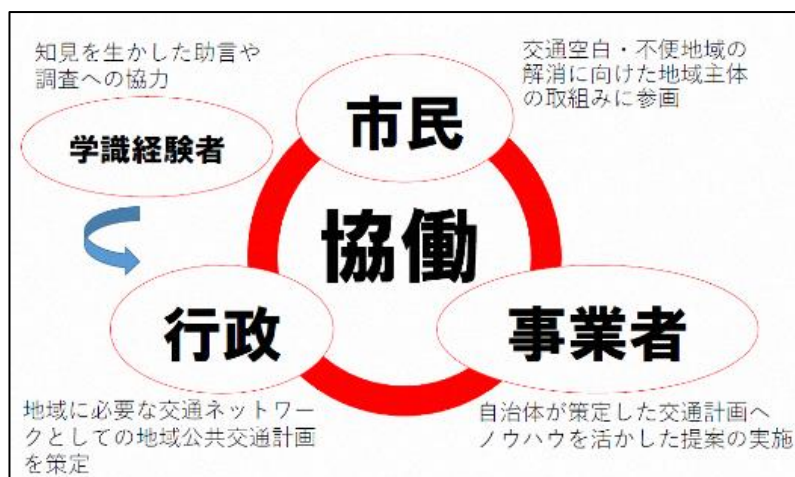 知見を生かした助言や
調査への協力
学識経験者
市民
交通空白・不便地域の
解消に向けた地域主体
の取組みに参画
協働
行政
事業者
地域に必要な交通ネットワー
クとしての地域公共交通計画
を策定
自治体が策定した交通計画へ
ノウハウを活かした提案の実施